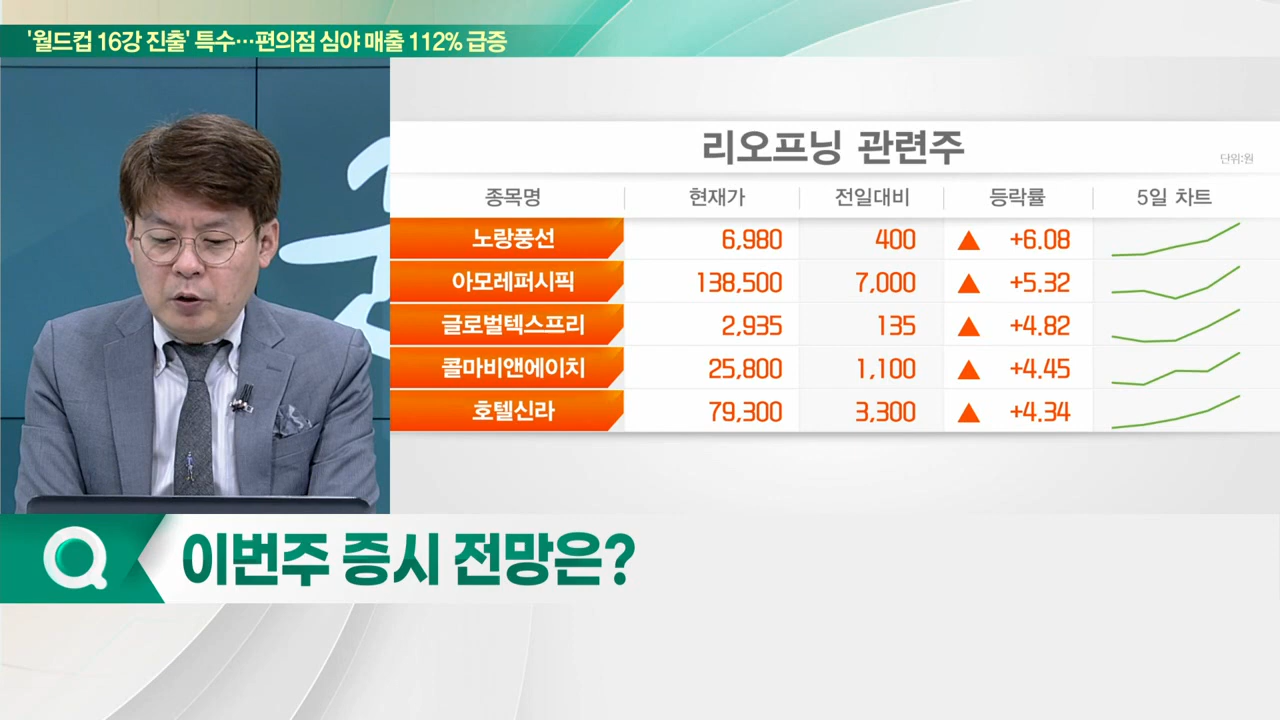 '월드컵 16강 진출' 특수…편의점 심야 매출 112% 급증
리오프닝 관련주
단위:원
종목명 현재가 전일대비 등락률 5일 차트
노랑풍선 6,980 400 ▲ +6.08
아모레퍼시픽 138,500 7,000 ▲ +5.32
글로벌텍스프리 2,935 135 ▲ +4.82
콜마비앤에이치 25,800 1,100 ▲ +4.45
호텔신라 79,300 3,300 ▲ +4.34
Q 이번주 증시 전망은?